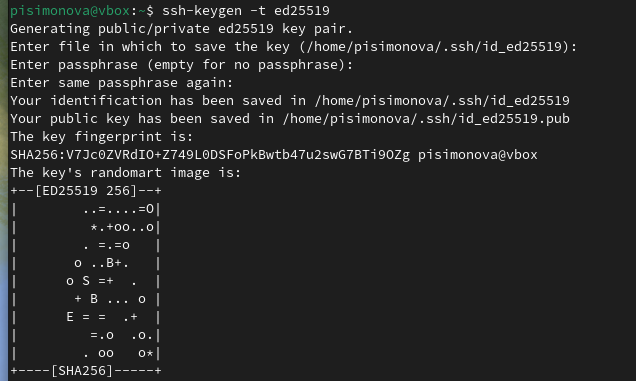 pisimonova@vbox:~$ ssh-keygen -t ed25519
Generating public/private ed25519 key pair.
Enter file in which to save the key (/home/pisimonova/.ssh/id_ed25519):
Enter passphrase (empty for no passphrase):
Enter same passphrase again:
Your identification has been saved in /home/pisimonova/.ssh/id_ed25519
Your public key has been saved in /home/pisimonova/.ssh/id_ed25519.pub
The key fingerprint is:
SHA256:V7Jc0ZVRdIO+Z749L0DSFoPkBwtb47u2swG7BTi9OZg pisimonova@vbox
The key's randomart image is:
+--[ED25519 256]--+
|        ..=....=O|
|         *.+oo..o|
|        . =.=o   |
|       o ..B+.   |
|      o S =+  .  |
|       + B ... o |
|      E = =  .+  |
|         =.o  .o.|
|        . oo   o*|
+----[SHA256]-----+